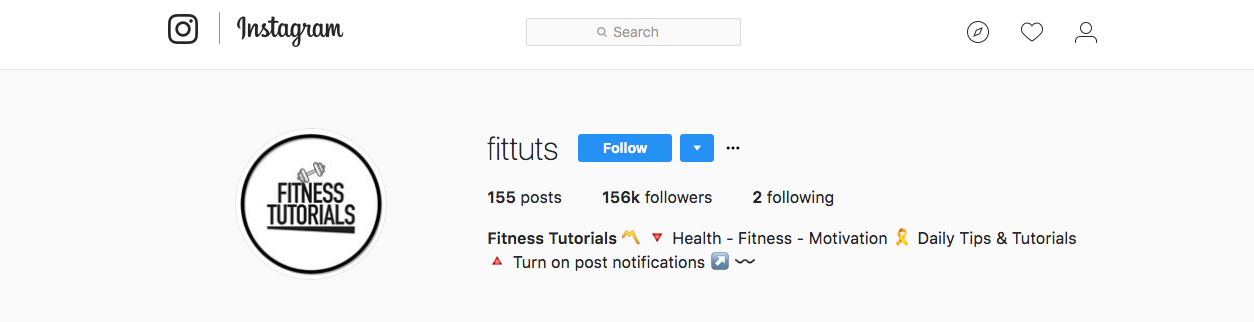 Instagram
Search
FITNESS
TUTORIALS
fittuts
Follow
155 posts 156k followers 2 following
Fitness Tutorials 〽️ 🔻 Health - Fitness - Motivation 🎗 Daily Tips & Tutorials
🔺 Turn on post notifications ↗️ 〰️